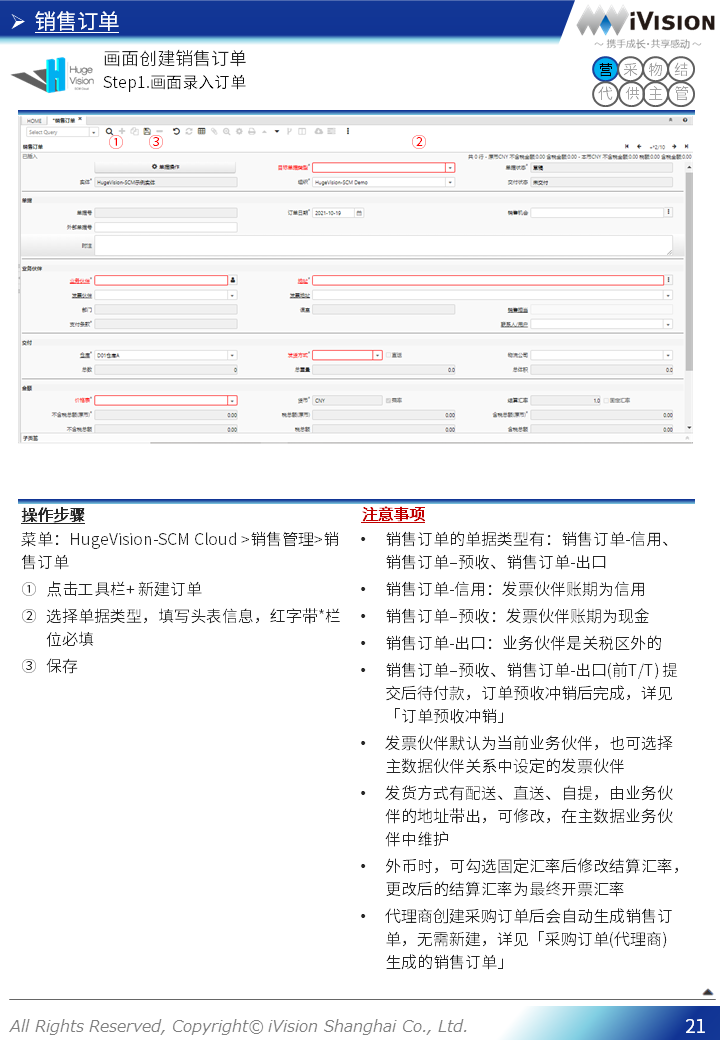 ➢ 销售订单
iVision
～ 携手成长·共享感动 ～
Huge
Vision
画面创建销售订单
Step1.画面录入订单
营 采 物 结
代 供 主 管
HOME *销售订单
Select Query
① ③ ②
销售订单
单据操作
目标单据类型*
单据状态* 草稿
实体* HugeVision-SCM示例实体
组织* HugeVision-SCM Demo
交付状态 未交付
单据
单据号
订单日期* 2021-10-19
销售机会
外部单据号
附注
交易伙伴
业务伙伴*
地址*
发票伙伴
发票地址
部门
支付条款*
联系人/用户
交付
仓库* D01仓库A
发货方式*
直运
物流公司
总数 0
总重量 0.0
总体积 0.0
金额
价格表*
货币* CNY
结算汇率 1.0 固定汇率
不含税总额(原币)* 0.00
税总额(原币) 0.00
含税总额(原币)* 0.00
不含税总额 0.00
税总额 0.00
含税总额 0.00
子页签
操作步骤
菜单：HugeVision-SCM Cloud >销售管理>销
售订单
① 点击工具栏+ 新建订单
② 选择单据类型，填写头表信息，红字带*栏
位必填
③ 保存
注意事项
• 销售订单的单据类型有：销售订单-信用、
销售订单–预收、销售订单-出口
• 销售订单-信用：发票伙伴账期为信用
• 销售订单–预收：发票伙伴账期为现金
• 销售订单-出口：业务伙伴是关税区外的
• 销售订单–预收、销售订单-出口(前T/T) 提
交后待付款，订单预收冲销后完成，详见
「订单预收冲销」
• 发票伙伴默认为当前业务伙伴，也可选择
主数据伙伴关系中设定的发票伙伴
• 发货方式有配送、直送、自提，由业务伙
伴的地址带出，可修改，在主数据业务伙
伴中维护
• 外币时，可勾选固定汇率后修改结算汇率，
更改后的结算汇率为最终开票汇率
• 代理商创建采购订单后会自动生成销售订
单，无需新建，详见「采购订单(代理商)
生成的销售订单」
All Rights Reserved, Copyright© iVision Shanghai Co., Ltd.
21